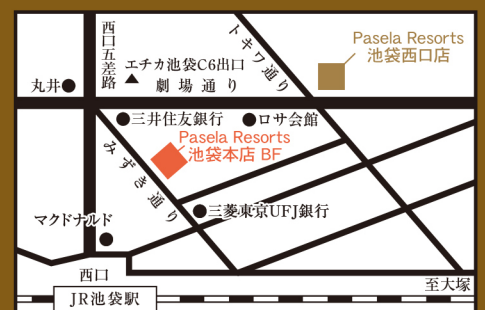 西口五差路
トキワ通り
Pasela Resorts
池袋西口店
エチカ池袋C6出口
丸井
劇場通り
三井住友銀行
ロサ会館
Pasela Resorts
池袋本店 BF
みずき通り
三菱東京UFJ銀行
マクドナルド
西口
至大塚
JR池袋駅